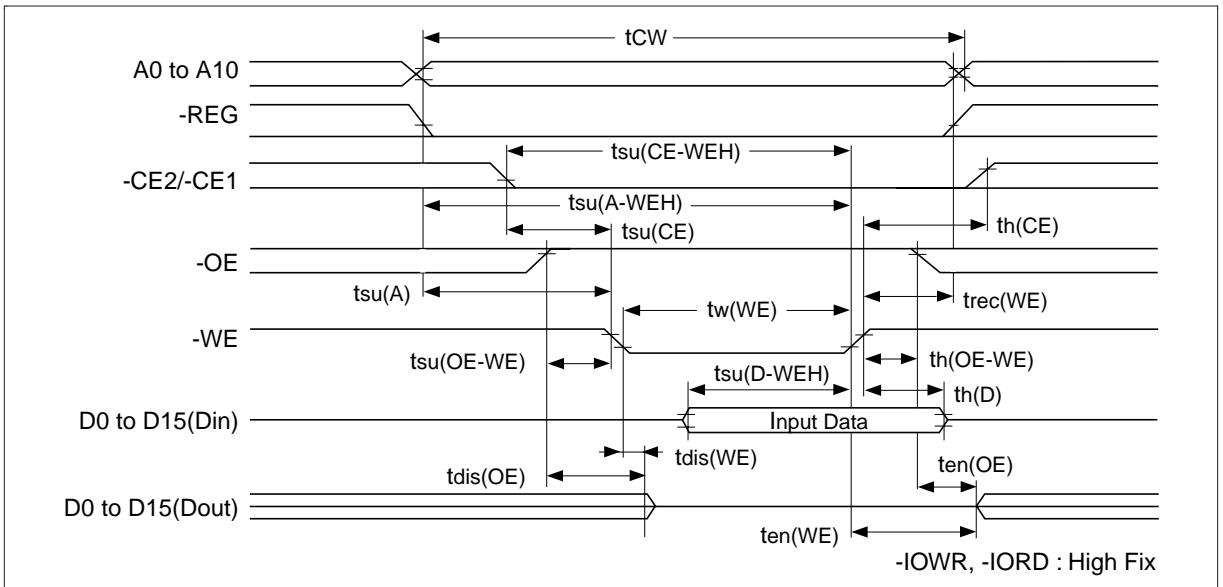 tCW
A0 to A10
-REG
tsu(CE-WEH)
-CE2/-CE1
tsu(A-WEH)
tsu(CE)
th(CE)
-OE
tsu(A)
trec(WE)
tw(WE)
-WE
tsu(OE-WE)
th(OE-WE)
tsu(D-WEH)
th(D)
D0 to D15(Din)
Input Data
tdis(WE)
tdis(OE)
ten(OE)
D0 to D15(Dout)
ten(WE)
-IOWR, -IORD : High Fix